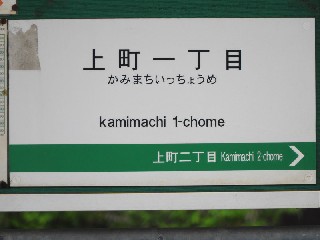 上町一丁目
かみまちいっちょうめ
kamimachi 1-chome
上町二丁目 Kamimachi 2-chome